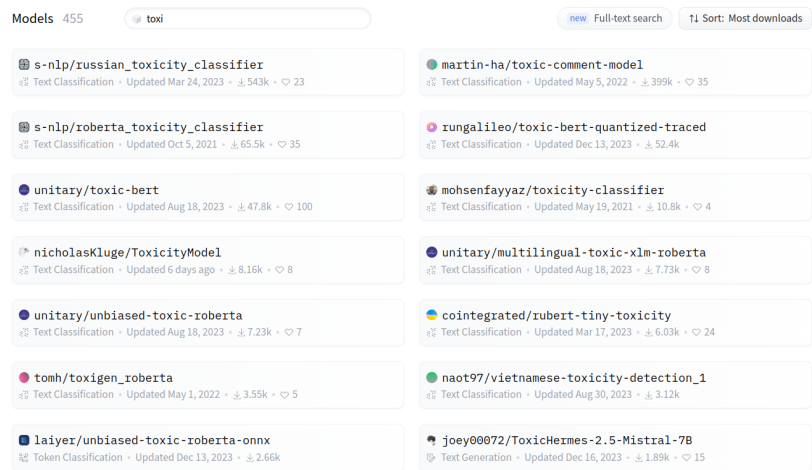 Models 455 toxi new Full-text search Sort: Most downloads
s-nlp/russian_toxicity_classifier
Text Classification • Updated Mar 24, 2023 • 543k • 23
martin-ha/toxic-comment-model
Text Classification • Updated May 5, 2022 • 399k • 35
s-nlp/roberta_toxicity_classifier
Text Classification • Updated Oct 5, 2021 • 65.5k • 35
rungalileo/toxic-bert-quantized-traced
Text Classification • Updated Dec 13, 2023 • 52.4k
unitary/toxic-bert
Text Classification • Updated Aug 18, 2023 • 47.8k • 100
mohsenfayyaz/toxicity-classifier
Text Classification • Updated May 19, 2021 • 10.8k • 4
nicholasKluge/ToxicityModel
Text Classification • Updated 6 days ago • 8.16k • 8
unitary/multilingual-toxic-xlm-roberta
Text Classification • Updated Aug 18, 2023 • 7.73k • 8
unitary/unbiased-toxic-roberta
Text Classification • Updated Aug 18, 2023 • 7.23k • 7
cointegrated/rubert-tiny-toxicity
Text Classification • Updated Mar 17, 2023 • 6.03k • 24
tomh/toxigen_roberta
Text Classification • Updated May 1, 2022 • 3.55k • 5
naot97/vietnamese-toxicity-detection_1
Text Classification • Updated Aug 30, 2023 • 3.12k
laiyer/unbiased-toxic-roberta-onnx
Token Classification • Updated Dec 13, 2023 • 2.66k
joey00072/ToxicHermes-2.5-Mistral-7B
Text Generation • Updated Dec 16, 2023 • 1.89k • 15